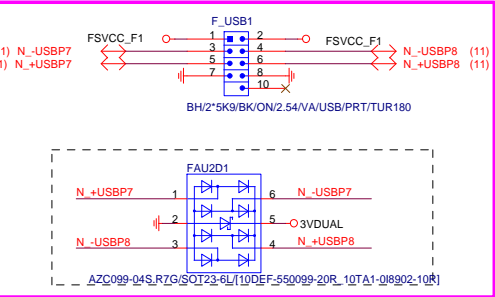 F_USB1
FSVCC_F1 1 2 FSVCC_F1
1) N_-USBP7 3 4 N_-USBP8 (11)
1) N_+USBP7 5 6 N_+USBP8 (11)
7 8
10
BH/2*5K9/BK/ON/2.54/VA/USB/PRT/TUR180
FAU2D1
N_+USBP7 1 6 N_-USBP7
2 5 3VDUAL
N_-USBP8 3 4 N_+USBP8
AZC099-04S.R7G/SOT23-6L/[10DEF-550099-20R_10TA1-0I8902-10R]